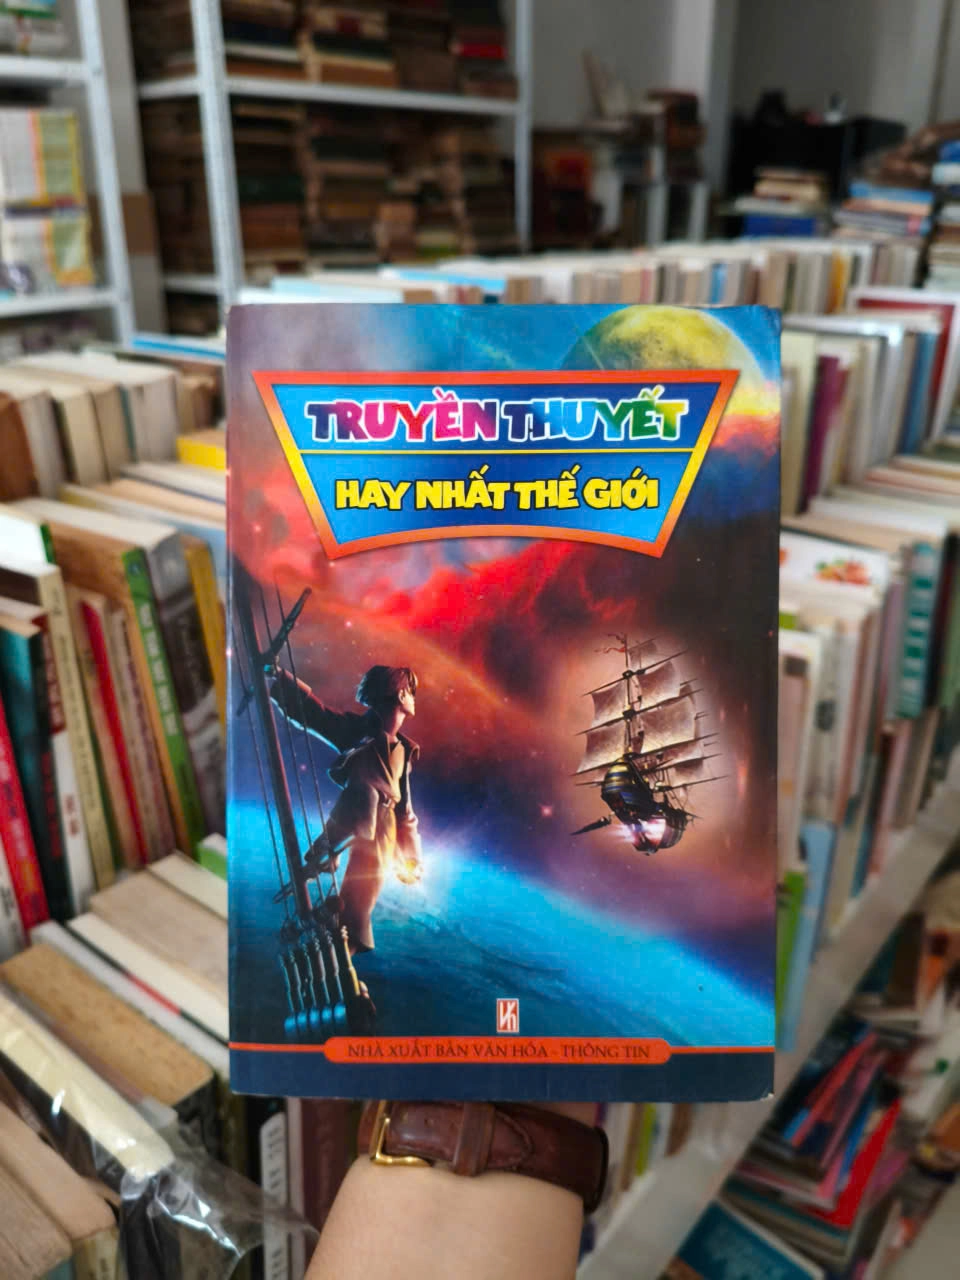 TRUYỀN THUYẾT
HAY NHẤT THẾ GIỚI
NHÀ XUẤT BẢN VĂN HÓA - THÔNG TIN